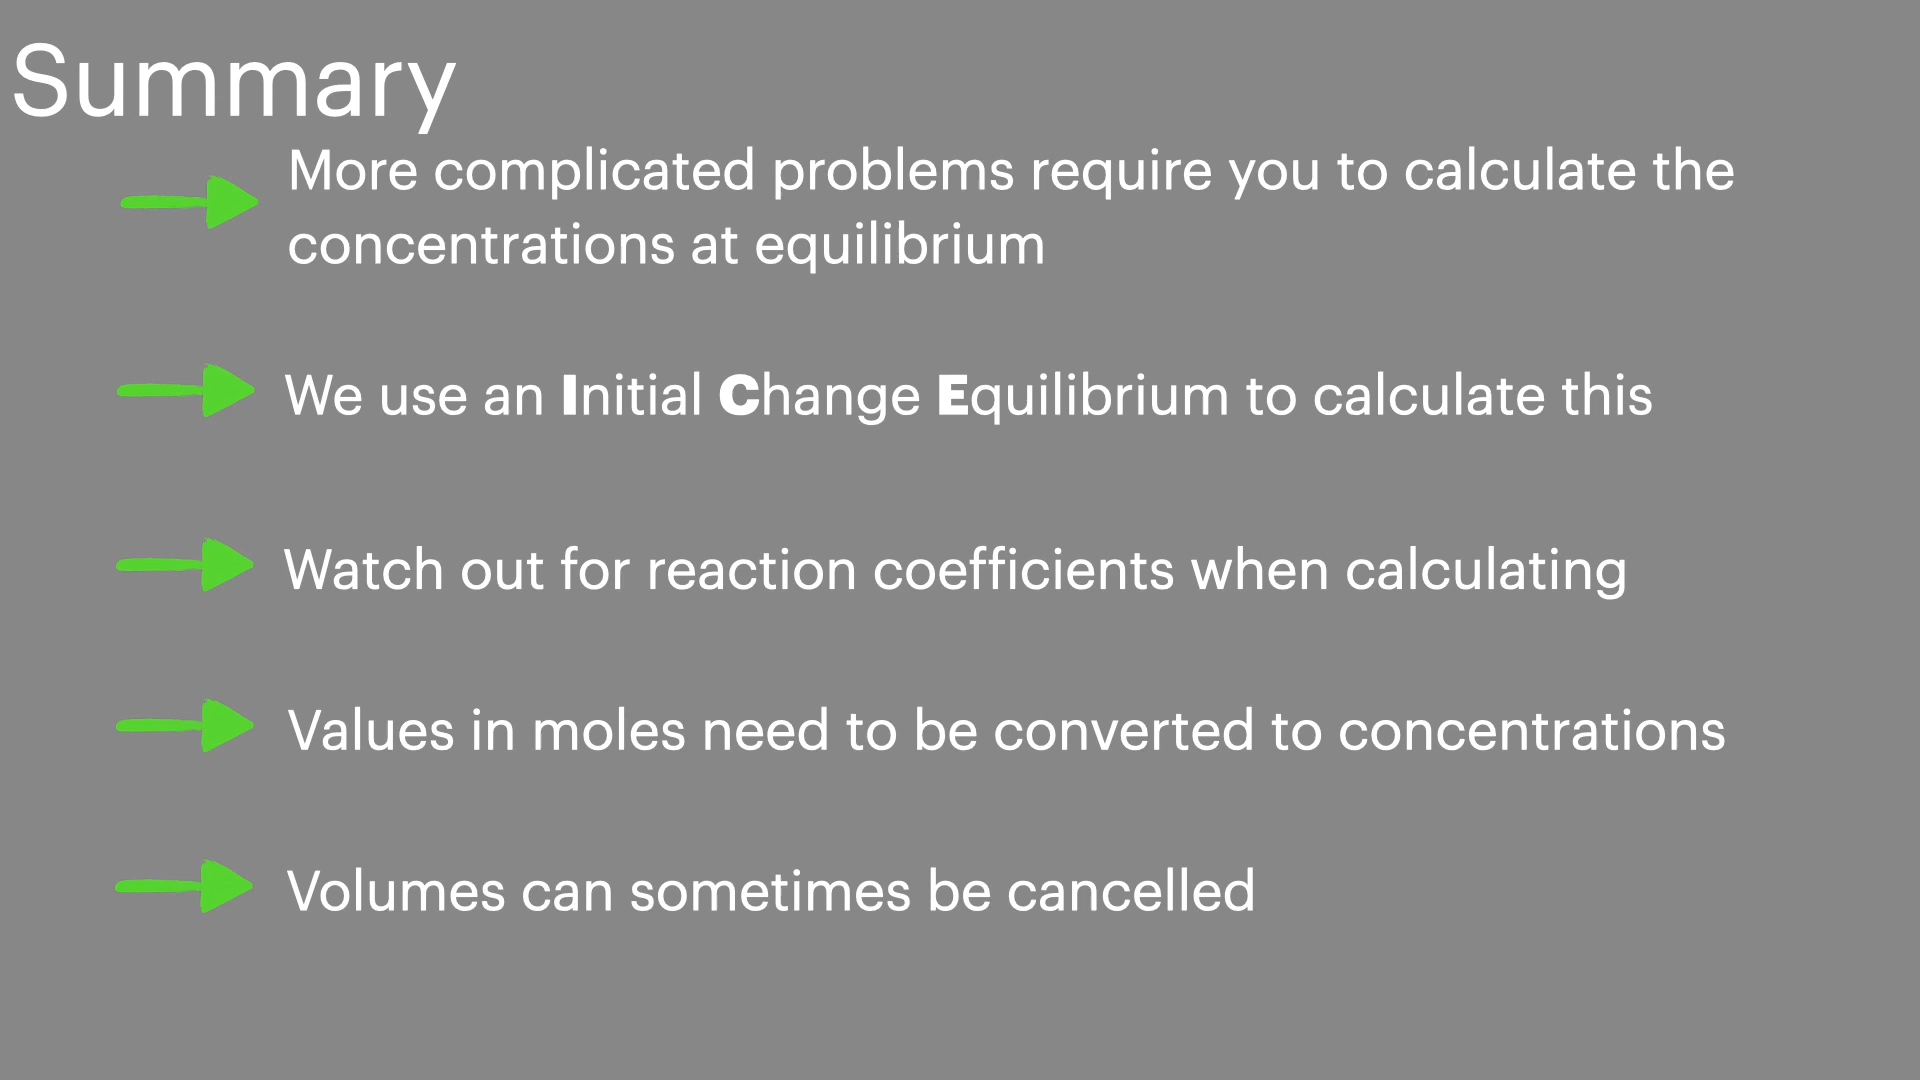 Summary
More complicated problems require you to calculate the
concentrations at equilibrium
We use an Initial Change Equilibrium to calculate this
Watch out for reaction coefficients when calculating
Values in moles need to be converted to concentrations
Volumes can sometimes be cancelled